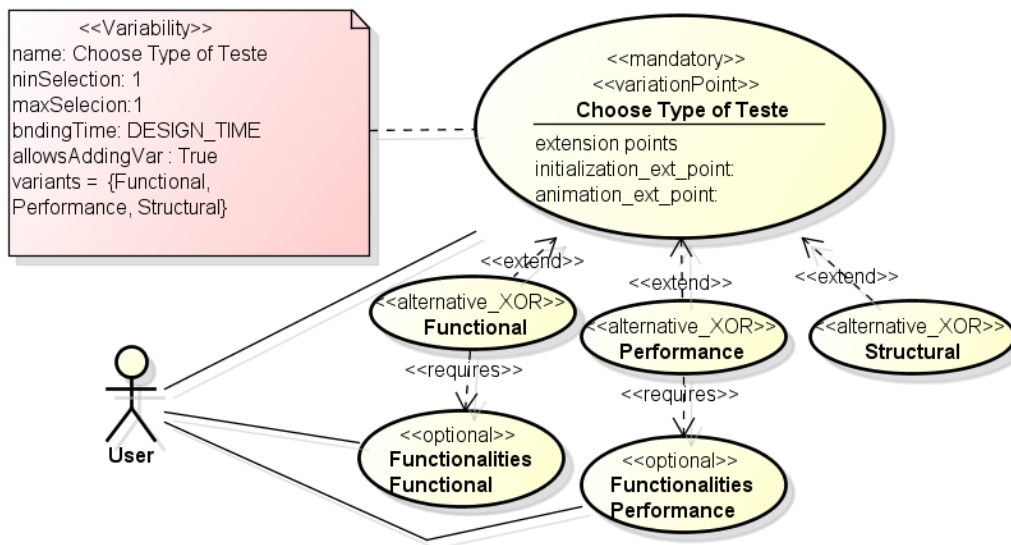 <<Variability>>
name: Choose Type of Teste
ninSelection: 1
maxSelecion:1
bndingTime: DESIGN_TIME
allowsAddingVar : True
variants = {Functional,
Performance, Structural}
<<mandatory>>
<<variationPoint>>
Choose Type of Teste
extension points
initialization_ext_point:
animation_ext_point:
<<extend>>
<<extend>>
<<extend>>
<<alternative_XOR>>
Functional
<<alternative_XOR>>
Performance
<<alternative_XOR>>
Structural
<<requires>>
<<requires>>
User
<<optional>>
Functionalities
Functional
<<optional>>
Functionalities
Performance